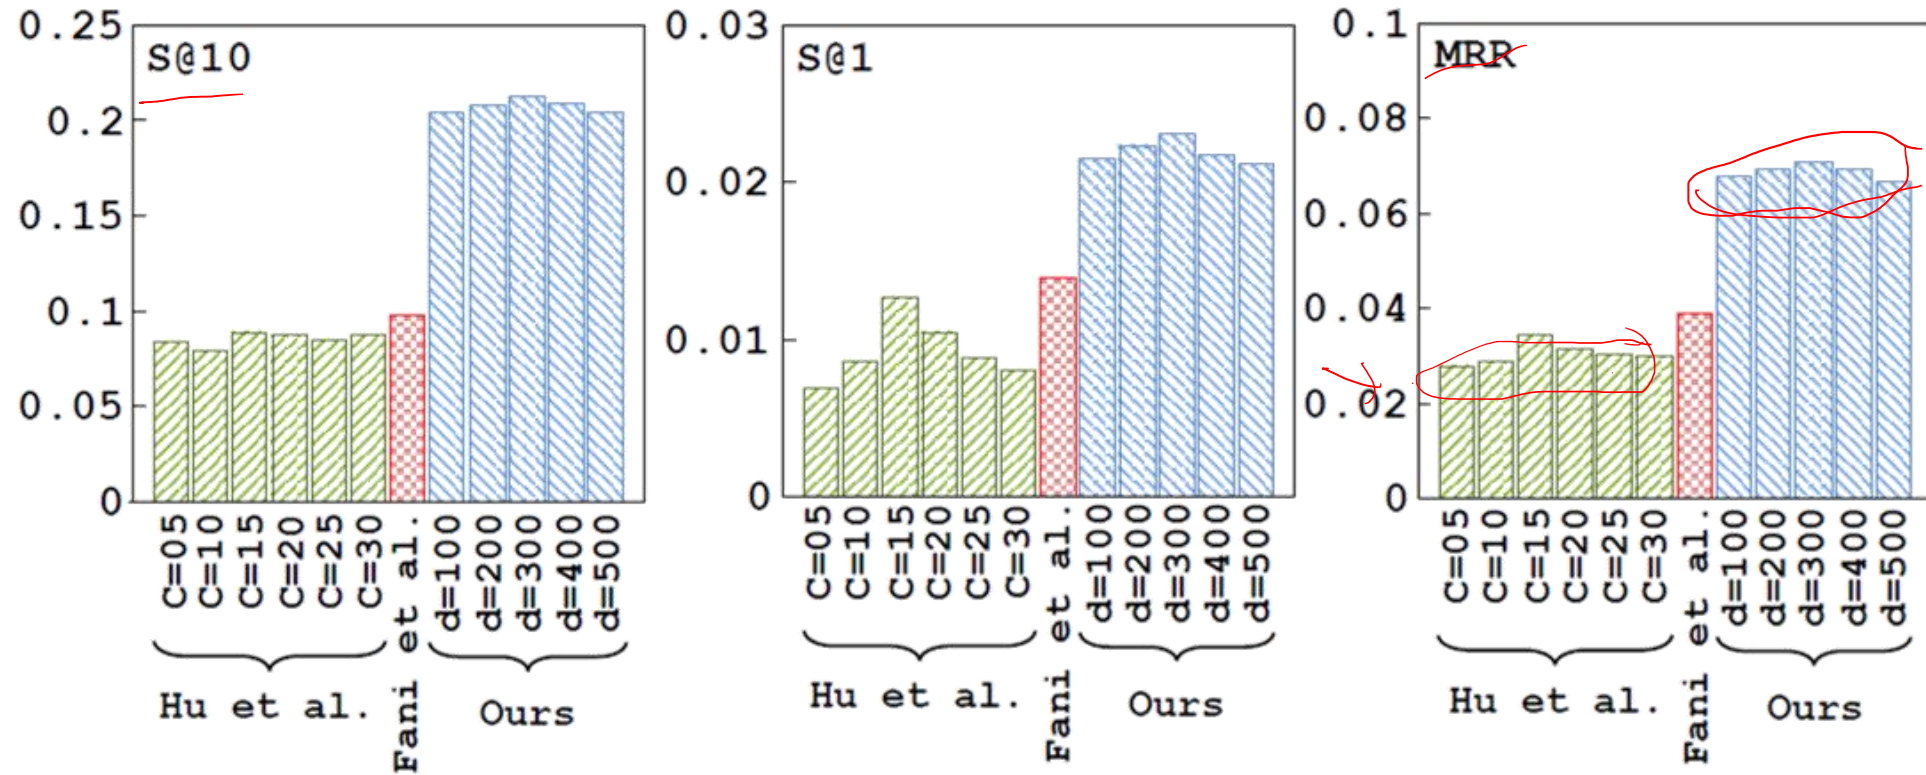 S@10
0.25
0.2
0.15
0.1
0.05
0
C=05
C=10
C=15
C=20
C=25
C=30
Fani et al.
d=100
d=200
d=300
d=400
d=500
Hu et al.
Ours
S@1
0.03
0.02
0.01
0
C=05
C=10
C=15
C=20
C=25
C=30
Fani et al.
d=100
d=200
d=300
d=400
d=500
Hu et al.
Ours
MRR
0.1
0.08
0.06
0.04
0.02
0
C=05
C=10
C=15
C=20
C=25
C=30
Fani et al.
d=100
d=200
d=300
d=400
d=500
Hu et al.
Ours